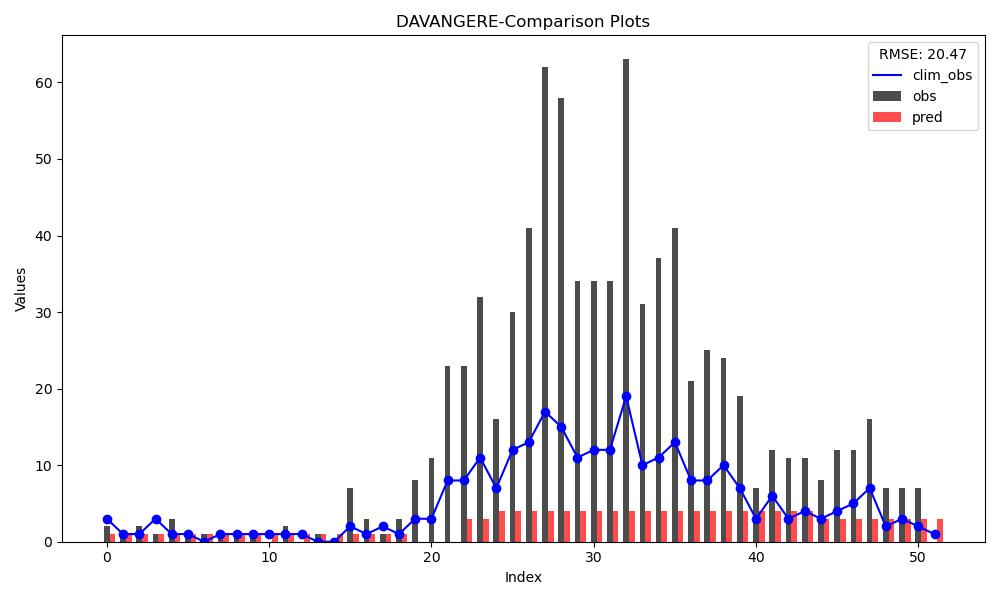 DAVANGERE-Comparison Plots
RMSE: 20.47
clim_obs
obs
pred
Values
60
50
40
30
20
10
0
0 10 20 30 40 50
Index